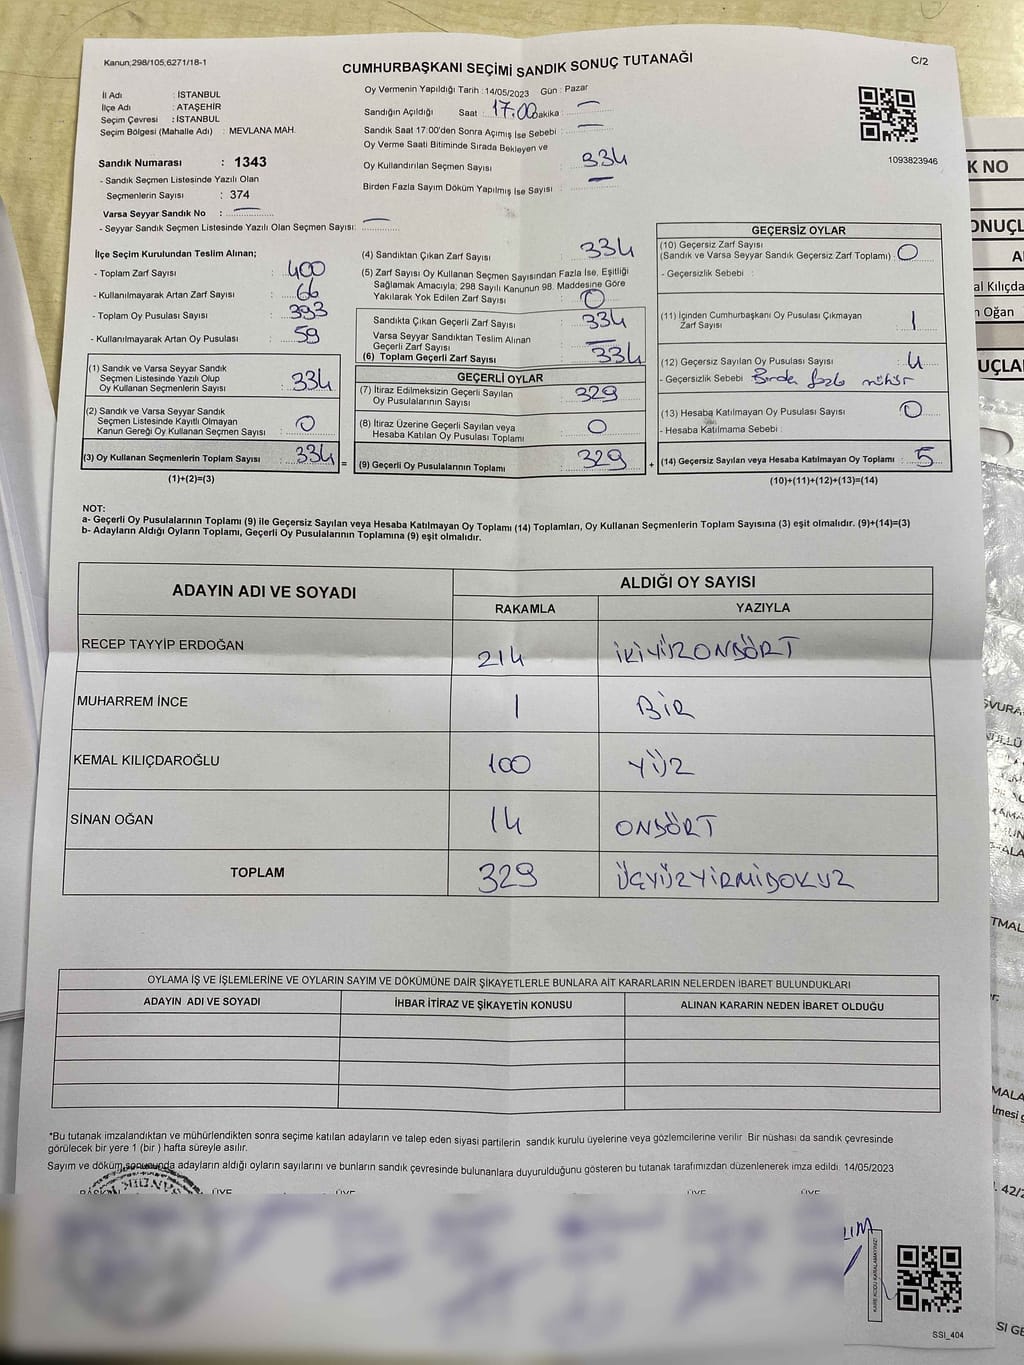 Kanun;298/105;6271/18-1
CUMHURBAŞKANI SEÇİMİ SANDIK SONUÇ TUTANAĞI
C/2
İl Adı : İSTANBUL
İlçe Adı : ATAŞEHİR
Seçim Çevresi : İSTANBUL
Seçim Bölgesi (Mahalle Adı) : MEVLANA MAH.
Sandık Numarası : 1343
- Sandık Seçmen Listesinde Yazılı Olan
Seçmenlerin Sayısı : 374
Varsa Seyyar Sandık No : —
- Seyyar Sandık Seçmen Listesinde Yazılı Olan Seçmen Sayısı: —
Oy Vermenin Yapıldığı Tarih :14/05/2023 Gün : Pazar
Sandığın Açıldığı Saat :17.00 Dakika : —
Sandık Saat 17:00'den Sonra Açımış İse Sebebi : —
Oy Verme Saati Bitiminde Sırada Bekleyen ve
Oy Kullandırılan Seçmen Sayısı : 334
Birden Fazla Sayım Döküm Yapılmış İse Sayısı : —
1093823946
İlçe Seçim Kurulundan Teslim Alınan;
- Toplam Zarf Sayısı : 400
- Kullanılmayarak Artan Zarf Sayısı : 66
- Toplam Oy Pusulası Sayısı : 393
- Kullanılmayarak Artan Oy Pusulası : 59
(1) Sandık ve Varsa Seyyar Sandık
Seçmen Listesinde Yazılı Olup
Oy Kullanan Seçmenlerin Sayısı : 334
(2) Sandık ve Varsa Seyyar Sandık
Seçmen Listesinde Kayıtlı Olmayan
Kanun Gereği Oy Kullanan Seçmen Sayısı : 0
(3) Oy Kullanan Seçmenlerin Toplam Sayısı : 334
(1)+(2)=(3)
(4) Sandıktan Çıkan Zarf Sayısı : 334
(5) Zarf Sayısı Oy Kullanan Seçmen Sayısından Fazla İse, Eşitliği
Sağlamak Amacıyla; 298 Sayılı Kanunun 98. Maddesine Göre
Yakılarak Yok Edilen Zarf Sayısı : 0
Sandıkta Çıkan Geçerli Zarf Sayısı : 334
Varsa Seyyar Sandıktan Teslim Alınan
Geçerli Zarf Sayısı : —
(6) Toplam Geçerli Zarf Sayısı : 334
GEÇERLİ OYLAR
(7) İtiraz Edilmeksizin Geçerli Sayılan
Oy Pusulalarının Sayısı : 329
(8) İtiraz Üzerine Geçerli Sayılan veya
Hesaba Katılan Oy Pusulası Toplamı : 0
= (9) Geçerli Oy Pusulalarının Toplamı : 329
GEÇERSİZ OYLAR
(10) Geçersiz Zarf Sayısı
(Sandık ve Varsa Seyyar Sandık Geçersiz Zarf Toplamı) : 0
- Geçersizlik Sebebi :
(11) İçinden Cumhurbaşkanı Oy Pusulası Çıkmayan
Zarf Sayısı : 1
(12) Geçersiz Sayılan Oy Pusulası Sayısı : 4
- Geçersizlik Sebebi Birden fazla mühür
(13) Hesaba Katılmayan Oy Pusulası Sayısı : 0
- Hesaba Katılmama Sebebi :
+ (14) Geçersiz Sayılan veya Hesaba Katılmayan Oy Toplamı : 5
(10)+(11)+(12)+(13)=(14)
NOT:
a- Geçerli Oy Pusulalarının Toplamı (9) ile Geçersiz Sayılan veya Hesaba Katılmayan Oy Toplamı (14) Toplamları, Oy Kullanan Seçmenlerin Toplam Sayısına (3) eşit olmalıdır. (9)+(14)=(3)
b- Adayların Aldığı Oyların Toplamı, Geçerli Oy Pusulalarının Toplamına (9) eşit olmalıdır.
ADAYIN ADI VE SOYADI
ALDIĞI OY SAYISI
RAKAMLA YAZIYLA
RECEP TAYYİP ERDOĞAN 214 İKİYÜZONDÖRT
MUHARREM İNCE 1 BİR
KEMAL KILIÇDAROĞLU 100 YÜZ
SİNAN OĞAN 14 ONDÖRT
TOPLAM 329 ÜÇYÜZYİRMİDOKUZ
OYLAMA İŞ VE İŞLEMLERİNE VE OYLARIN SAYIM VE DÖKÜMÜNE DAİR ŞİKAYETLERLE BUNLARA AİT KARARLARIN NELERDEN İBARET BULUNDUKLARI
ADAYIN ADI VE SOYADI İHBAR İTİRAZ VE ŞİKAYETİN KONUSU ALINAN KARARIN NEDEN İBARET OLDUĞU
*Bu tutanak imzalandıktan ve mühürlendikten sonra seçime katılan adayların ve talep eden siyasi partilerin sandık kurulu üyelerine veya gözlemcilerine verilir. Bir nüshası da sandık çevresinde
görülecek bir yere 1 (bir ) hafta süreyle asılır.
Sayım ve döküm sonucunda adayların aldığı oyların sayılarını ve bunların sandık çevresinde bulunanlara duyurulduğunu gösteren bu tutanak tarafımızdan düzenlenerek imza edildi. 14/05/2023
ÜYE ÜYE ÜYE ÜYE
KARE KODU KARALAMAYINIZ!
SSI_404
K NO
ONUÇL
al Kılıçda
n Oğan
UÇLA
42/2